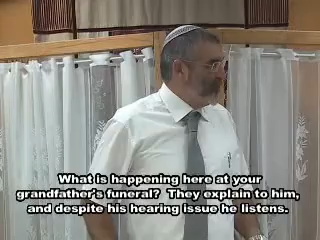 What is happening here at your
grandfather's funeral?  They explain to him,
and despite his hearing issue he listens.